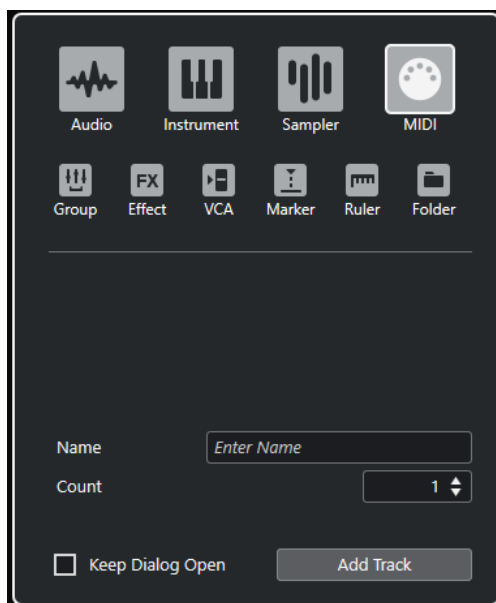 Audio Instrument Sampler MIDI
FX
Group Effect VCA Marker Ruler Folder
Name Enter Name
Count 1
Keep Dialog Open Add Track